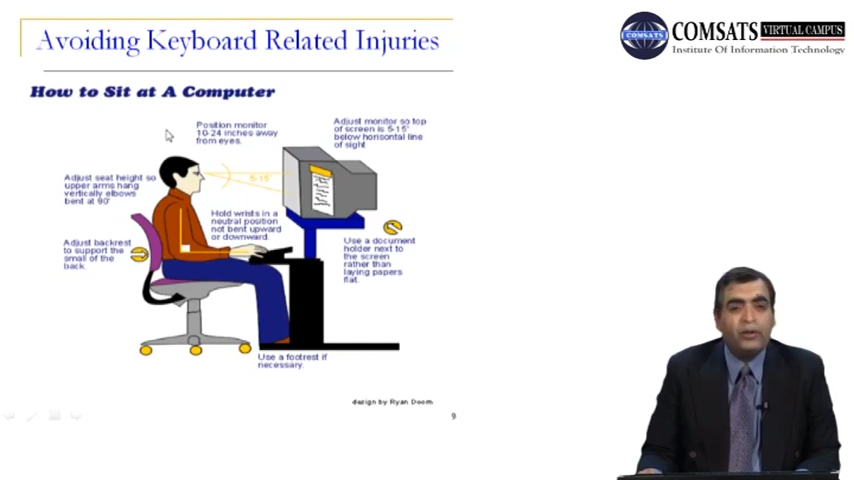 Avoiding Keyboard Related Injuries
COMSATS
COMSATS VIRTUAL CAMPUS
Institute Of Information Technology
How to Sit at A Computer
Position monitor
10-24 inches away
from eyes.
Adjust monitor so top
of screen is 5-15°
below horisontal line
of sight
Adjust seat height so
upper arms hang
vertically elbows
bent at 90°
5-15°
Hold wrists in a
neutral position
not bent upward
or downward.
Adjust backrest
to support the
small of the
back.
Use a document
holder next to
the screen
rather than
laying papers
flat.
Use a footrest if
necessary.
design by Ryan Doom
9